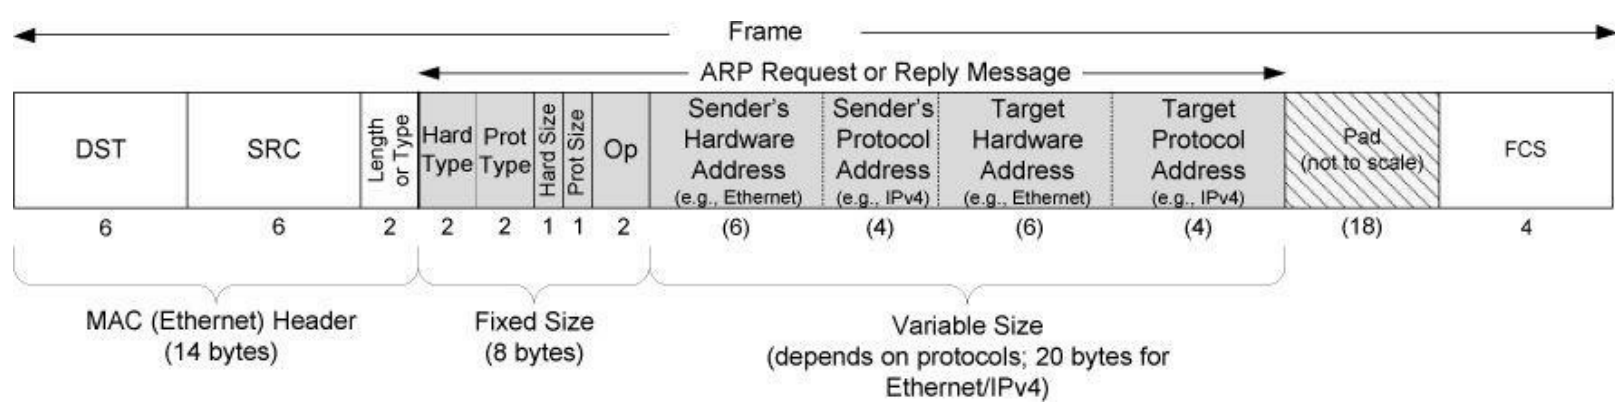 Frame
ARP Request or Reply Message
DST
SRC
Length
or Type
Hard
Type
Prot
Type
Hard Size
Prot Size
Op
Sender's
Hardware
Address
(e.g., Ethernet)
Sender's
Protocol
Address
(e.g., IPv4)
Target
Hardware
Address
(e.g., Ethernet)
Target
Protocol
Address
(e.g., IPv4)
Pad
(not to scale)
FCS
6 6 2 2 2 1 1 2 (6) (4) (6) (4) (18) 4
MAC (Ethernet) Header
(14 bytes)
Fixed Size
(8 bytes)
Variable Size
(depends on protocols; 20 bytes for
Ethernet/IPv4)